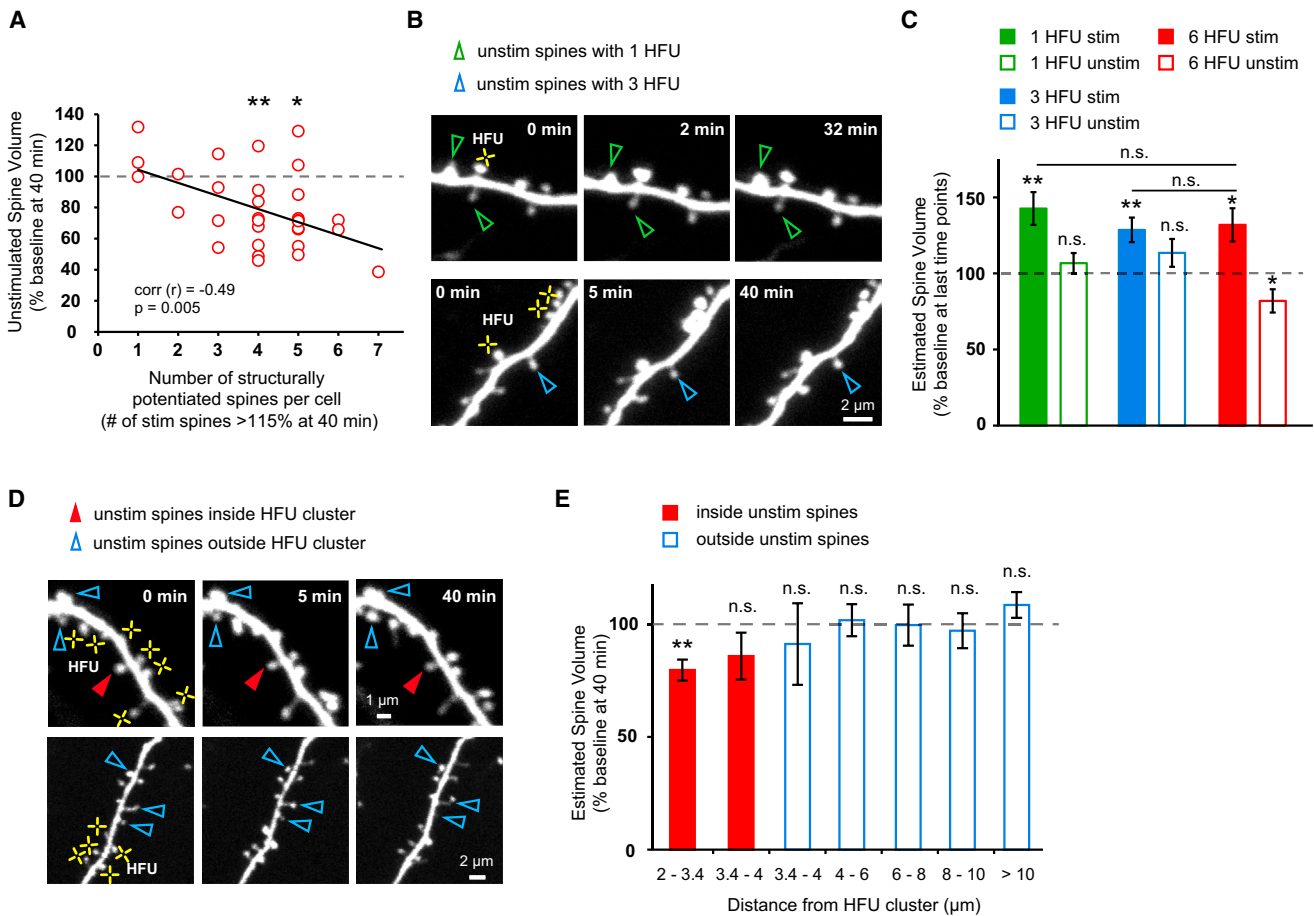 A
** *
Unstimulated Spine Volume
(% baseline at 40 min)
140
120
100
80
60
40
20
0
corr (r) = -0.49
p = 0.005
0 1 2 3 4 5 6 7
Number of structurally
potentiated spines per cell
(# of stim spines >115% at 40 min)
B
unstim spines with 1 HFU
unstim spines with 3 HFU
0 min
HFU
2 min
32 min
0 min
HFU
5 min
40 min
2 µm
C
1 HFU stim
6 HFU stim
1 HFU unstim
6 HFU unstim
3 HFU stim
3 HFU unstim
Estimated Spine Volume
(% baseline at last time points)
150
100
50
0
n.s.
n.s.
**
n.s.
**
n.s.
*
*
D
unstim spines inside HFU cluster
unstim spines outside HFU cluster
0 min
HFU
5 min
40 min
1 µm
HFU
2 µm
E
inside unstim spines
outside unstim spines
Estimated Spine Volume
(% baseline at 40 min)
100
50
0
**
n.s.
n.s.
n.s.
n.s.
n.s.
n.s.
2 - 3.4 3.4 - 4 3.4 - 4 4 - 6 6 - 8 8 - 10 > 10
Distance from HFU cluster (µm)